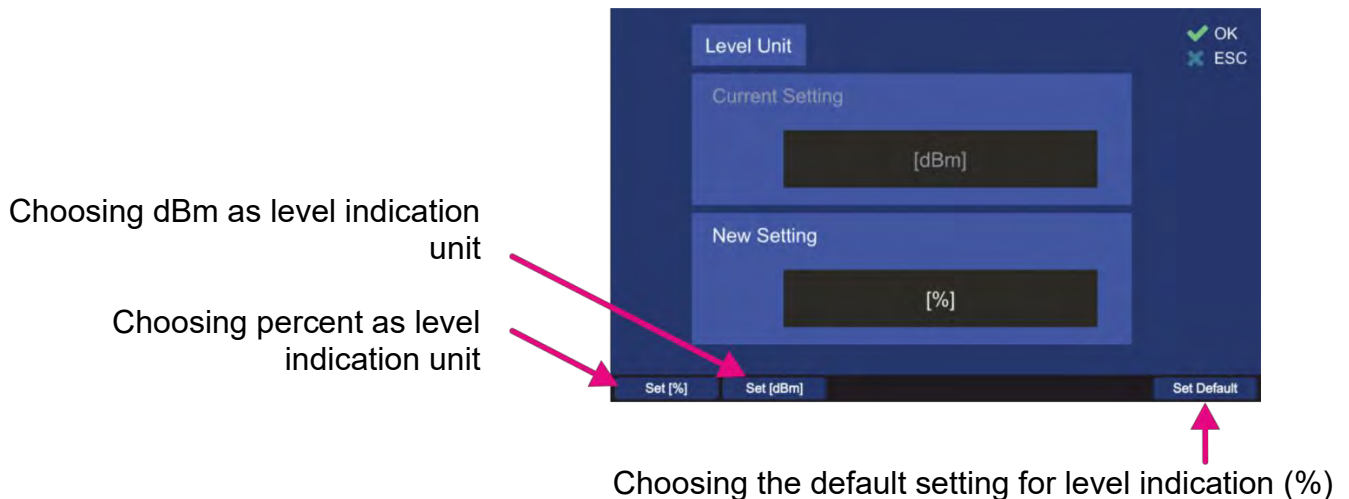 Level Unit
OK
ESC
Current Setting
[dBm]
Choosing dBm as level indication
unit
New Setting
[%]
Choosing percent as level
indication unit
Set [%]
Set [dBm]
Set Default
Choosing the default setting for level indication (%)